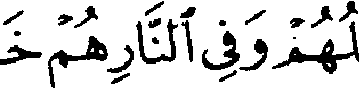 لُهُمْ وَفِي ٱلنَّارِ هُمْ خَ